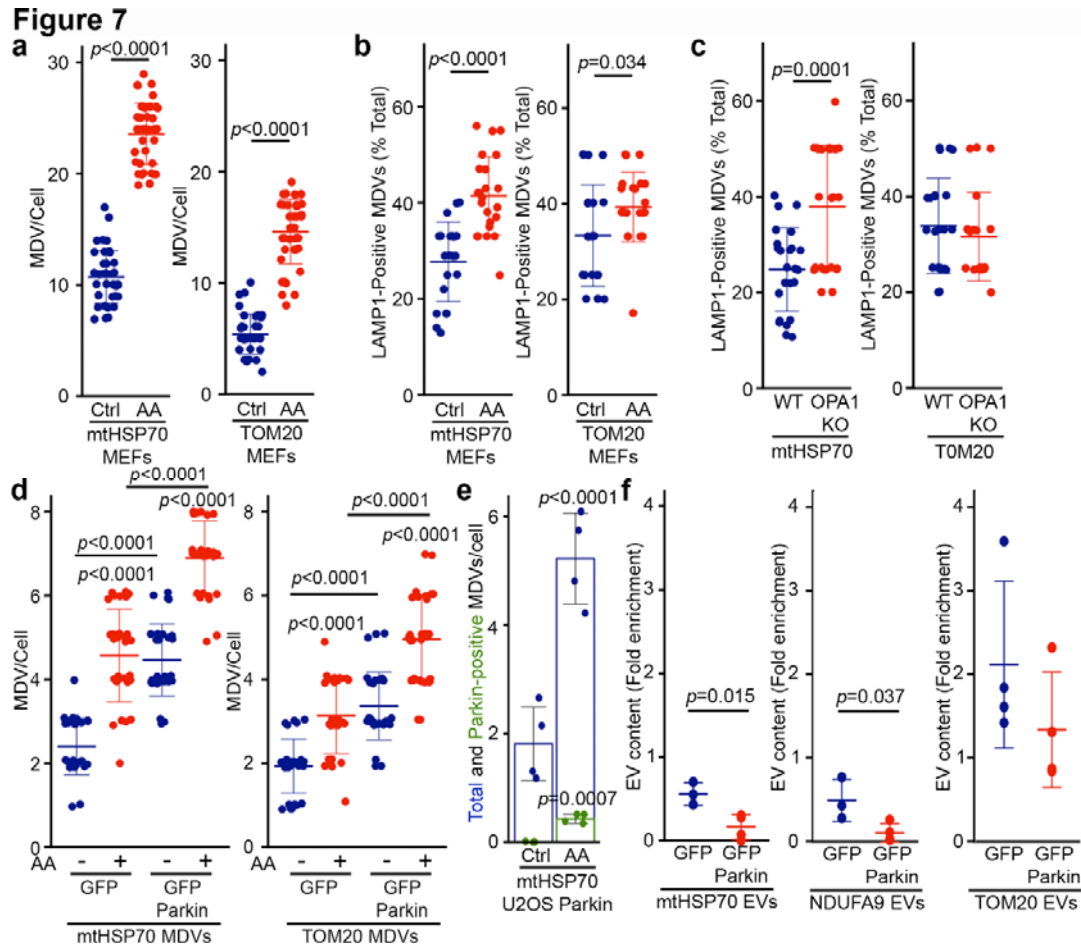 Figure 7
a
p<0.0001
30
20
10
0
MDV/Cell
Ctrl AA
mtHSP70
MEFs
30
20
10
0
MDV/Cell
p<0.0001
Ctrl AA
TOM20
MEFs
b
p<0.0001
60
40
20
0
LAMP1-Positive MDVs (% Total)
Ctrl AA
mtHSP70
MEFs
p=0.034
60
40
20
0
LAMP1-Positive MDVs (% Total)
Ctrl AA
TOM20
MEFs
c
p=0.0001
60
40
20
0
LAMP1-Positive MDVs (% Total)
WT OPA1
KO
mtHSP70
60
40
20
0
LAMP1-Positive MDVs (% Total)
WT OPA1
KO
T0M20
d
p<0.0001
p<0.0001
p<0.0001
p<0.0001
8
6
4
2
0
MDV/Cell
AA - + - +
GFP GFP
Parkin
mtHSP70 MDVs
p<0.0001
p<0.0001
p<0.0001
p<0.0001
8
6
4
2
0
MDV/Cell
AA - + - +
GFP GFP
Parkin
TOM20 MDVs
e
p<0.0001
6
4
2
0
Total and Parkin-positive MDVs/cell
p=0.0007
Ctrl AA
mtHSP70
U2OS Parkin
f
4
3
2
1
0
EV content (Fold enrichment)
p=0.015
GFP GFP
Parkin
mtHSP70 EVs
4
3
2
1
0
EV content (Fold enrichment)
p=0.037
GFP GFP
Parkin
NDUFA9 EVs
4
3
2
1
0
EV content (Fold enrichment)
GFP GFP
Parkin
TOM20 EVs